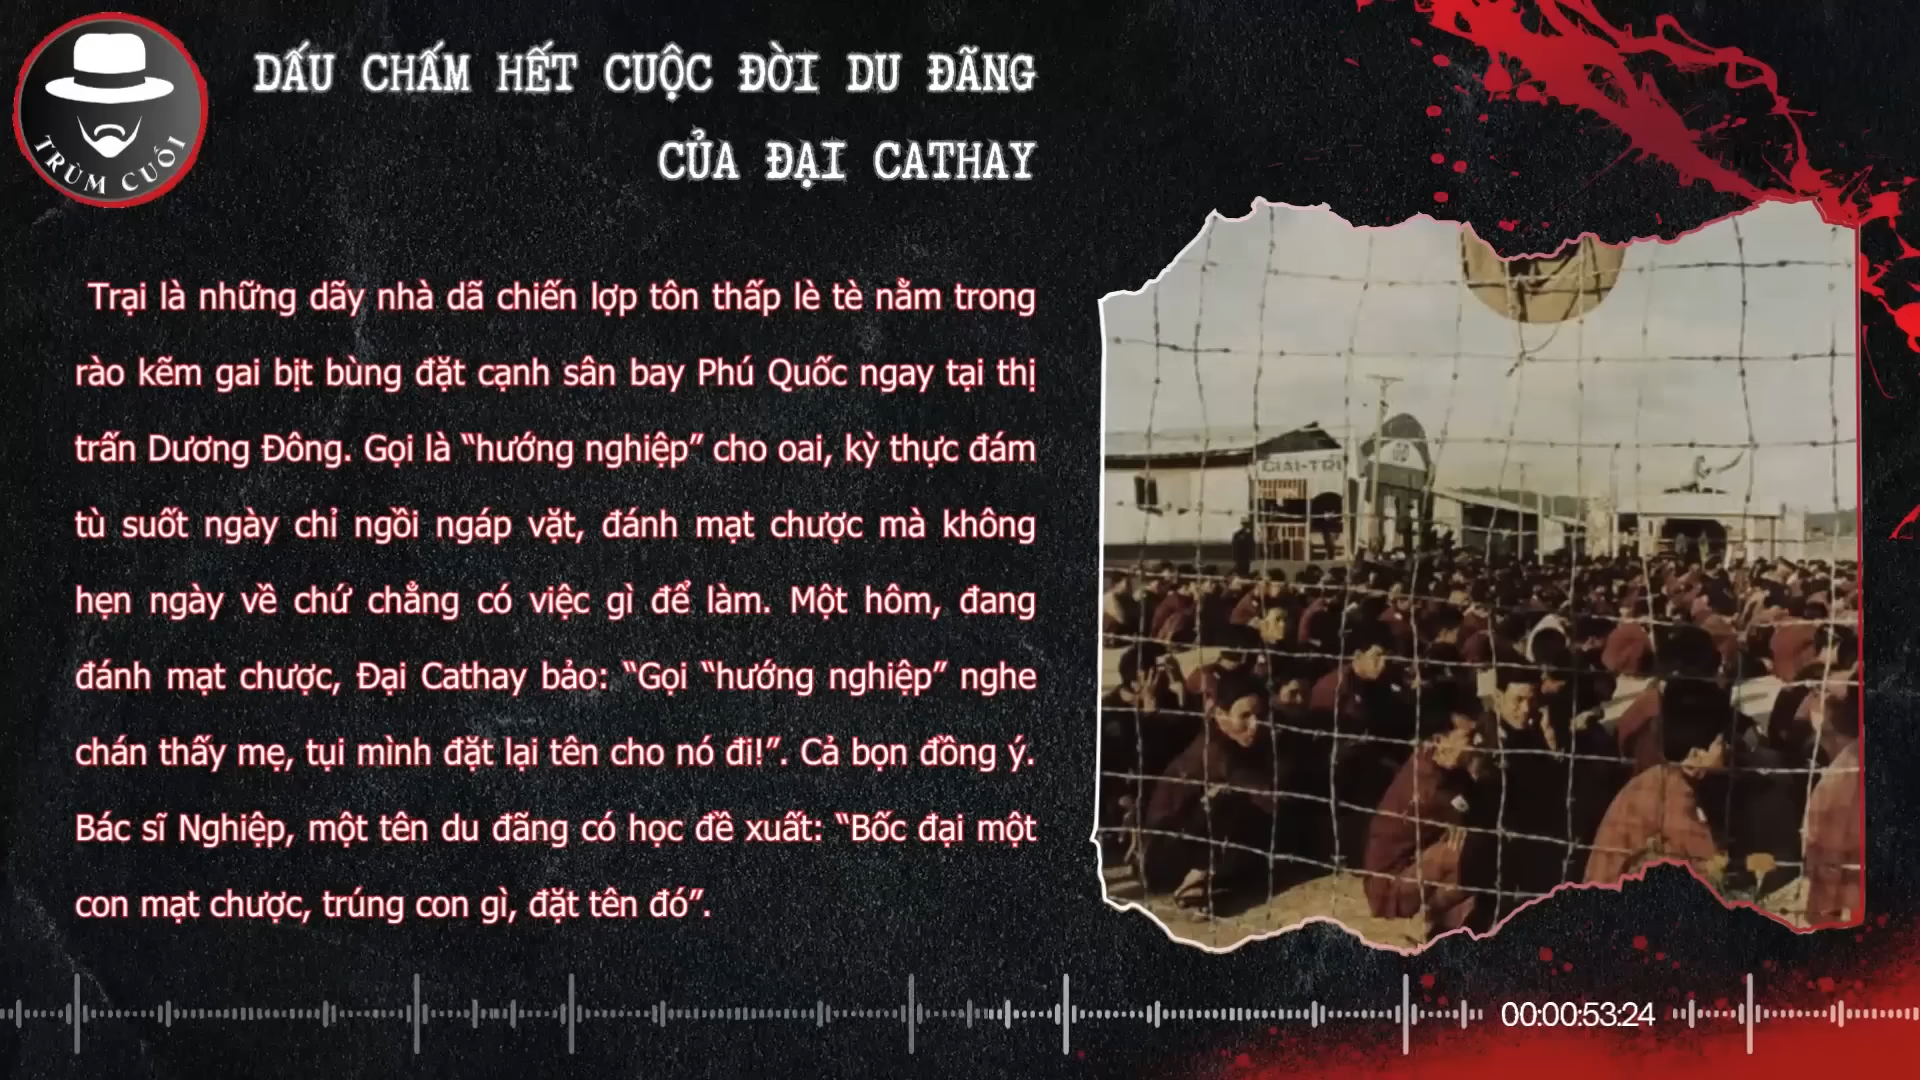 TRÙM CUỐI
DẤU CHẤM HẾT CUỘC ĐỜI DU ĐÃNG
CỦA ĐẠI CATHAY
Trại là những dãy nhà dã chiến lợp tôn thấp lè tè nằm trong
rào kẽm gai bịt bùng đặt cạnh sân bay Phú Quốc ngay tại thị
trấn Dương Đông. Gọi là “hướng nghiệp” cho oai, kỳ thực đám
tù suốt ngày chỉ ngồi ngáp vặt, đánh mạt chược mà không
hẹn ngày về chứ chẳng có việc gì để làm. Một hôm, đang
đánh mạt chược, Đại Cathay bảo: “Gọi “hướng nghiệp” nghe
chán thấy mẹ, tụi mình đặt lại tên cho nó đi!”. Cả bọn đồng ý.
Bác sĩ Nghiệp, một tên du đãng có học đề xuất: “Bốc đại một
con mạt chược, trúng con gì, đặt tên đó”.
GIẢI-TRÍ
00:00:53:24